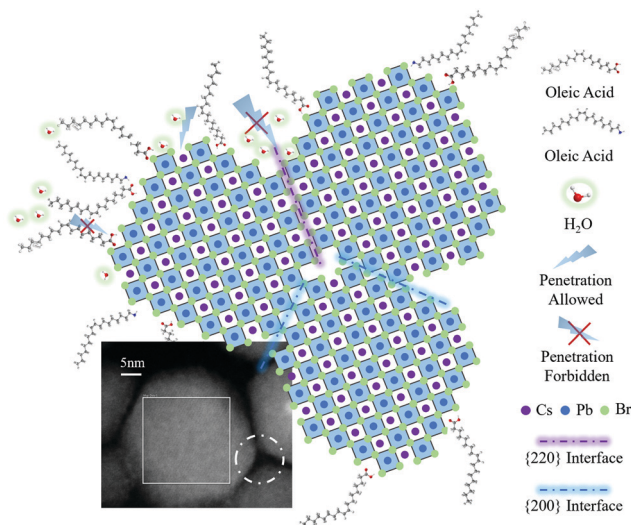 Oleic Acid
Oleic Acid
H₂O
Penetration
Allowed
Penetration
Forbidden
Cs Pb Br
{220} Interface
{200} Interface
5nm